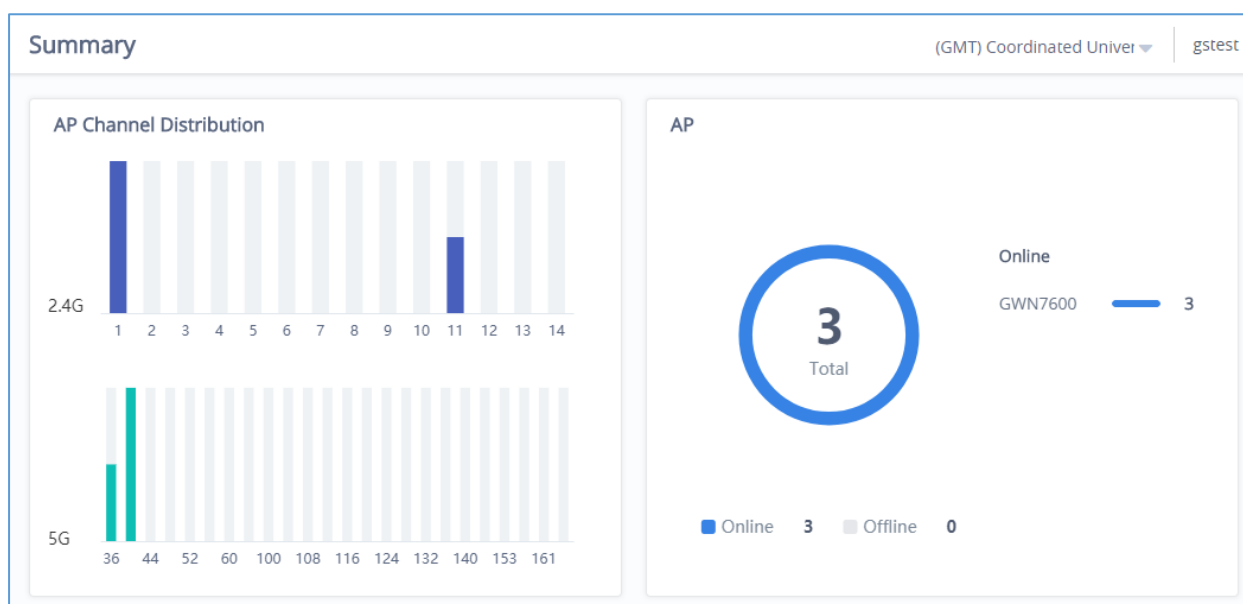 Summary
(GMT) Coordinated Univer
gstest
AP Channel Distribution
2.4G
1 2 3 4 5 6 7 8 9 10 11 12 13 14
5G
36 44 52 60 100 108 116 124 132 140 153 161
AP
3
Total
Online
GWN7600 3
Online 3 Offline 0